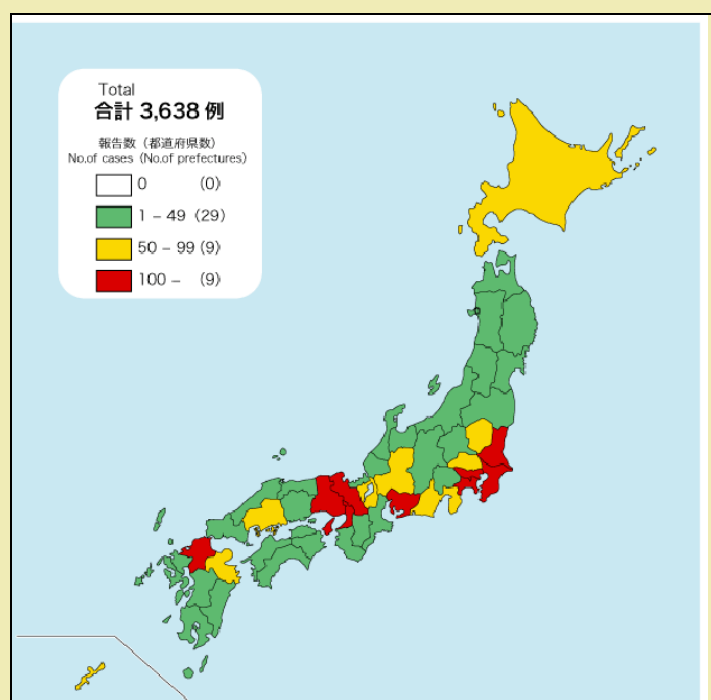 Total
合計 3,638 例
報告数（都道府県数）
No.of cases (No.of prefectures)
0 (0)
1 – 49 (29)
50 – 99 (9)
100 – (9)